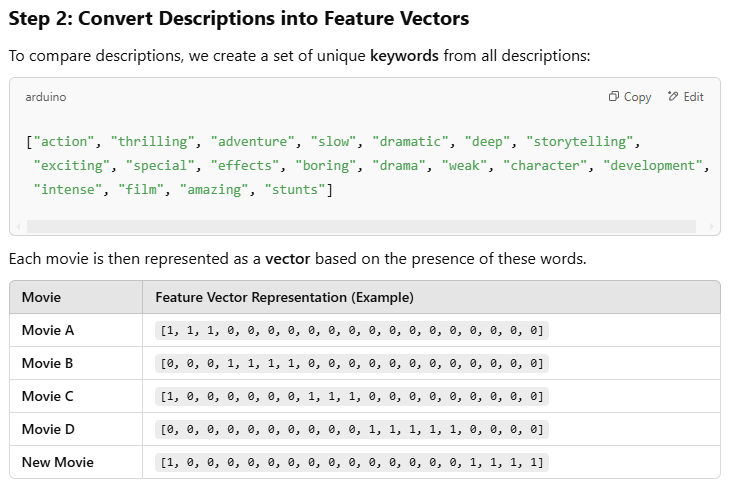 Step 2: Convert Descriptions into Feature Vectors
To compare descriptions, we create a set of unique keywords from all descriptions:
arduino
Copy
Edit
["action", "thrilling", "adventure", "slow", "dramatic", "deep", "storytelling",
"exciting", "special", "effects", "boring", "drama", "weak", "character", "development",
"intense", "film", "amazing", "stunts"]
Each movie is then represented as a vector based on the presence of these words.
Movie Feature Vector Representation (Example)
Movie A [1, 1, 1, 0, 0, 0, 0, 0, 0, 0, 0, 0, 0, 0, 0, 0, 0, 0, 0]
Movie B [0, 0, 0, 1, 1, 1, 1, 0, 0, 0, 0, 0, 0, 0, 0, 0, 0, 0, 0]
Movie C [1, 0, 0, 0, 0, 0, 0, 1, 1, 1, 0, 0, 0, 0, 0, 0, 0, 0, 0]
Movie D [0, 0, 0, 0, 0, 0, 0, 0, 0, 0, 1, 1, 1, 1, 1, 0, 0, 0, 0]
New Movie [1, 0, 0, 0, 0, 0, 0, 0, 0, 0, 0, 0, 0, 0, 0, 1, 1, 1, 1]